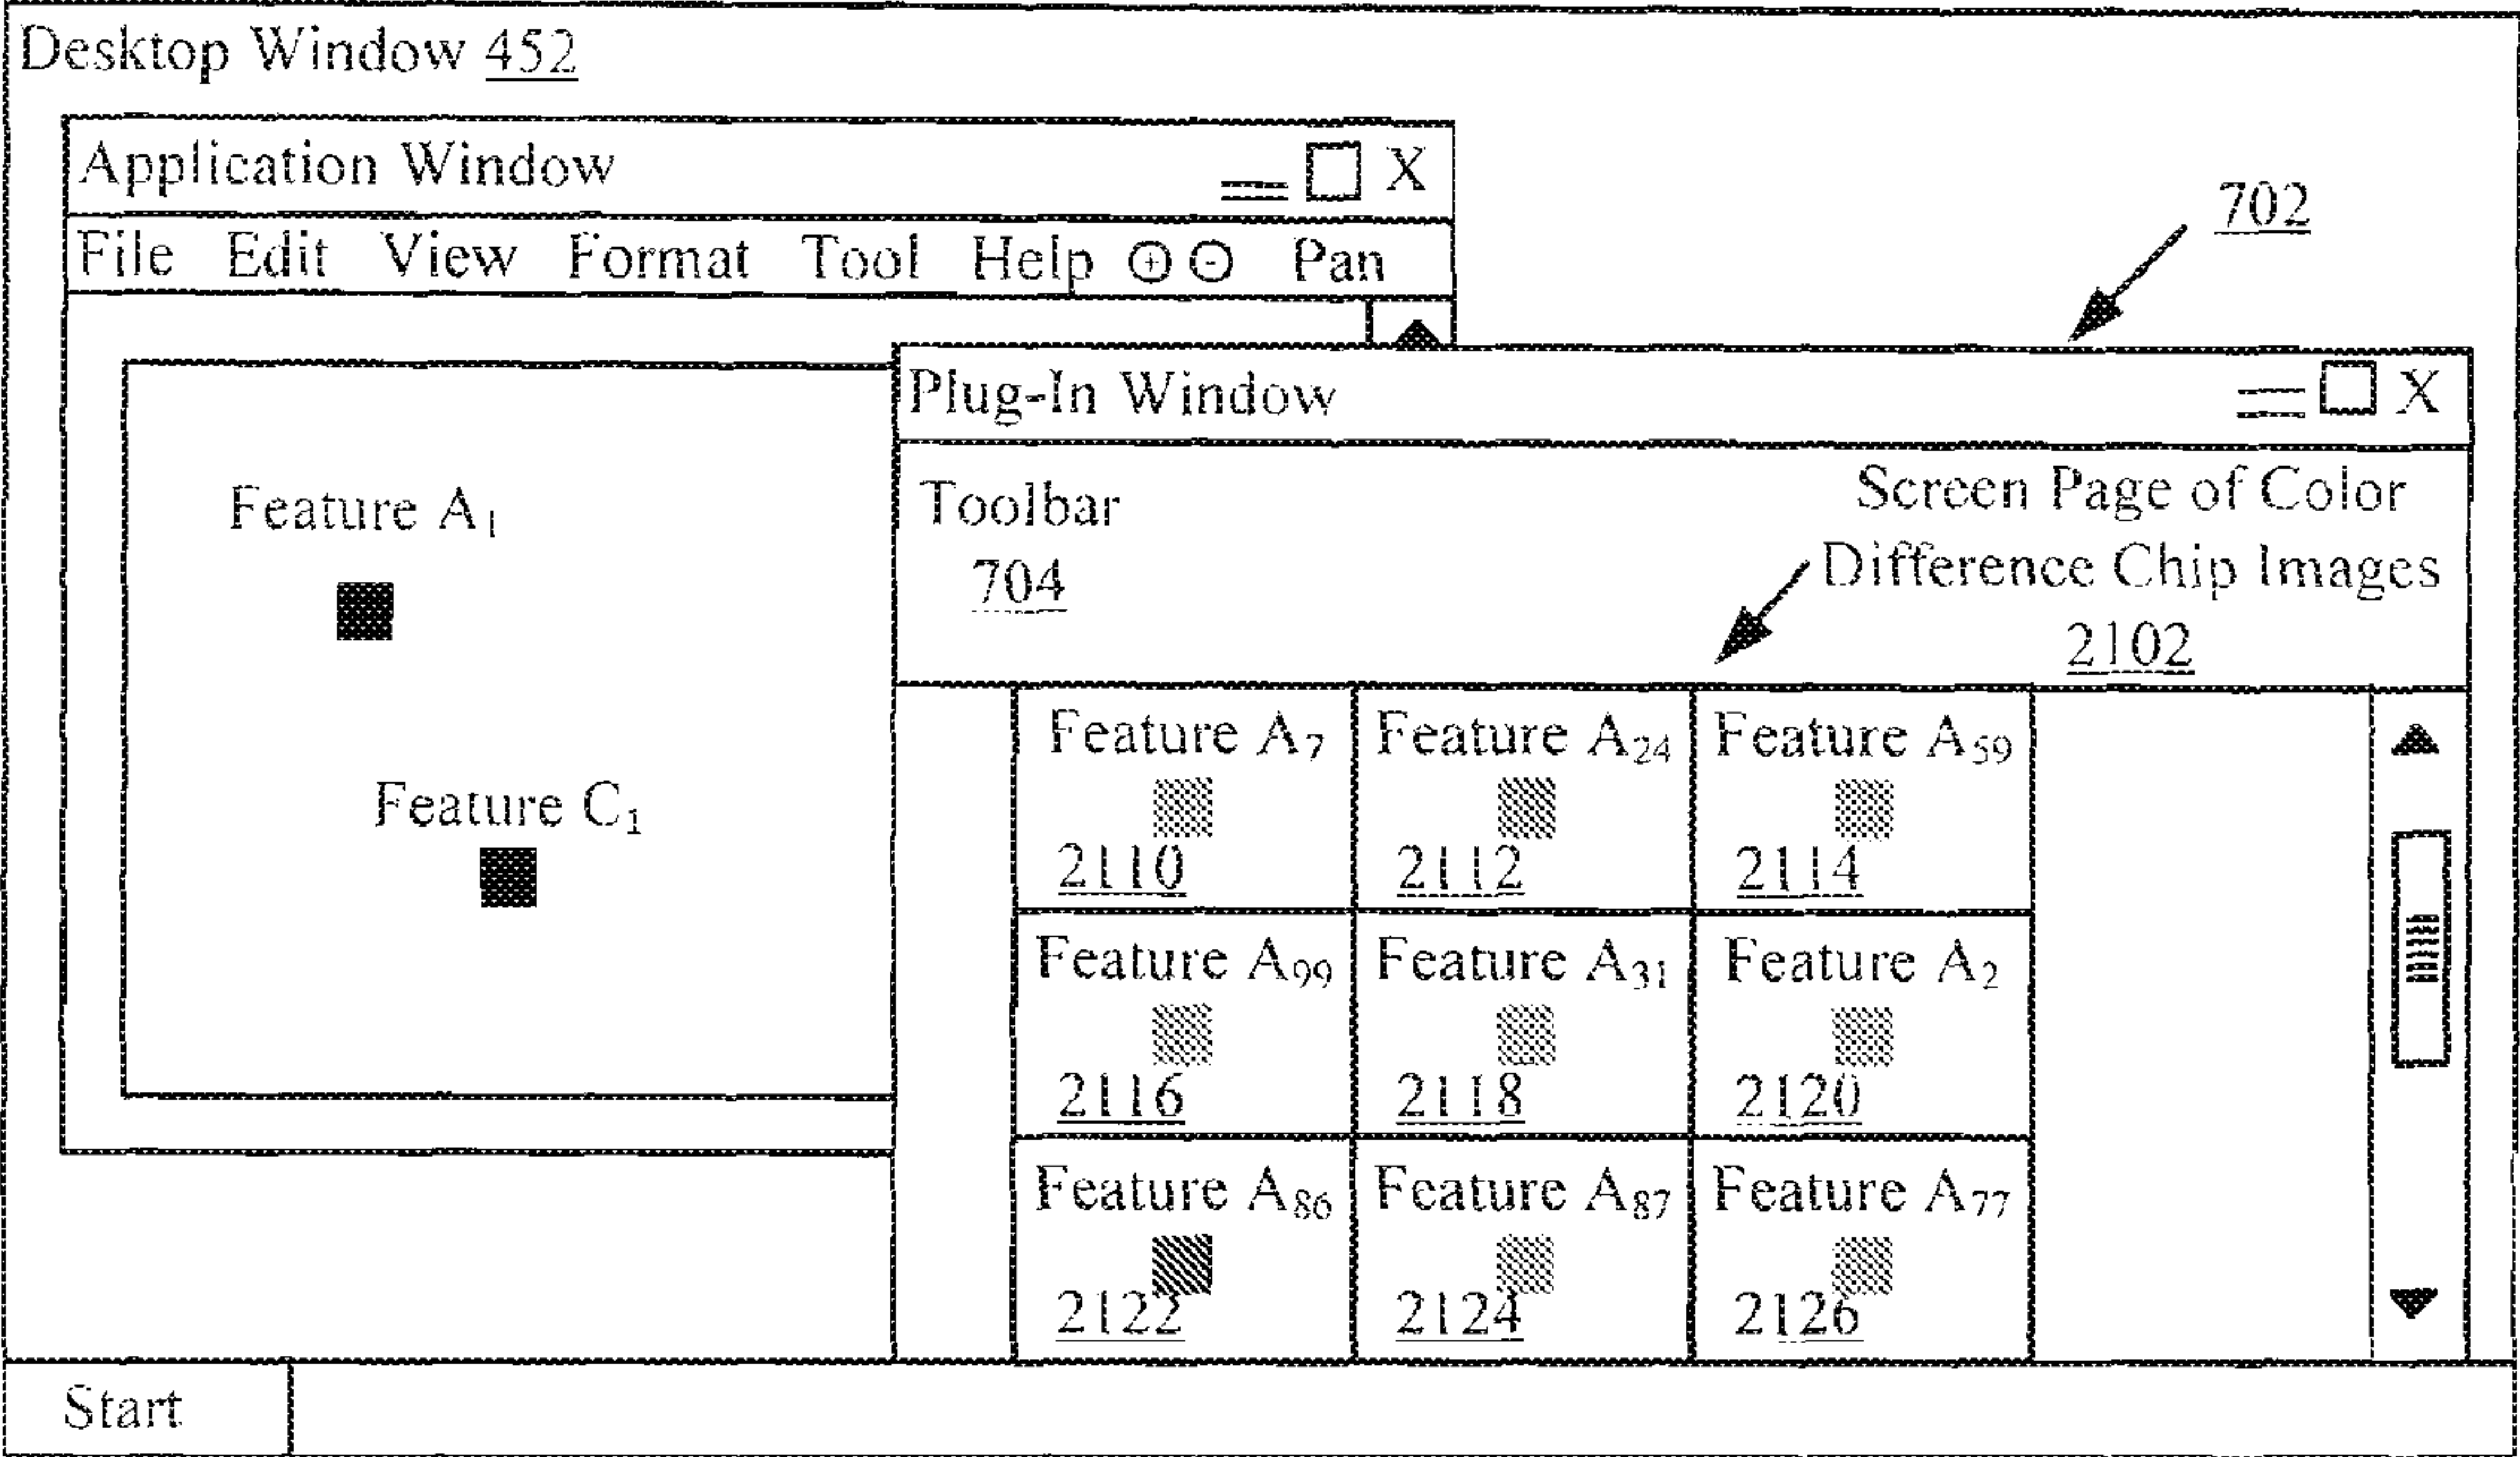 Desktop Window 452
Application Window X
File Edit View Format Tool Help + - Pan
702
Plug-In Window X
Toolbar
704
Screen Page of Color
Difference Chip Images
2102
Feature A1
Feature C1
Feature A7 Feature A24 Feature A59
2110 2112 2114
Feature A99 Feature A31 Feature A2
2116 2118 2120
Feature A86 Feature A87 Feature A77
2122 2124 2126
Start